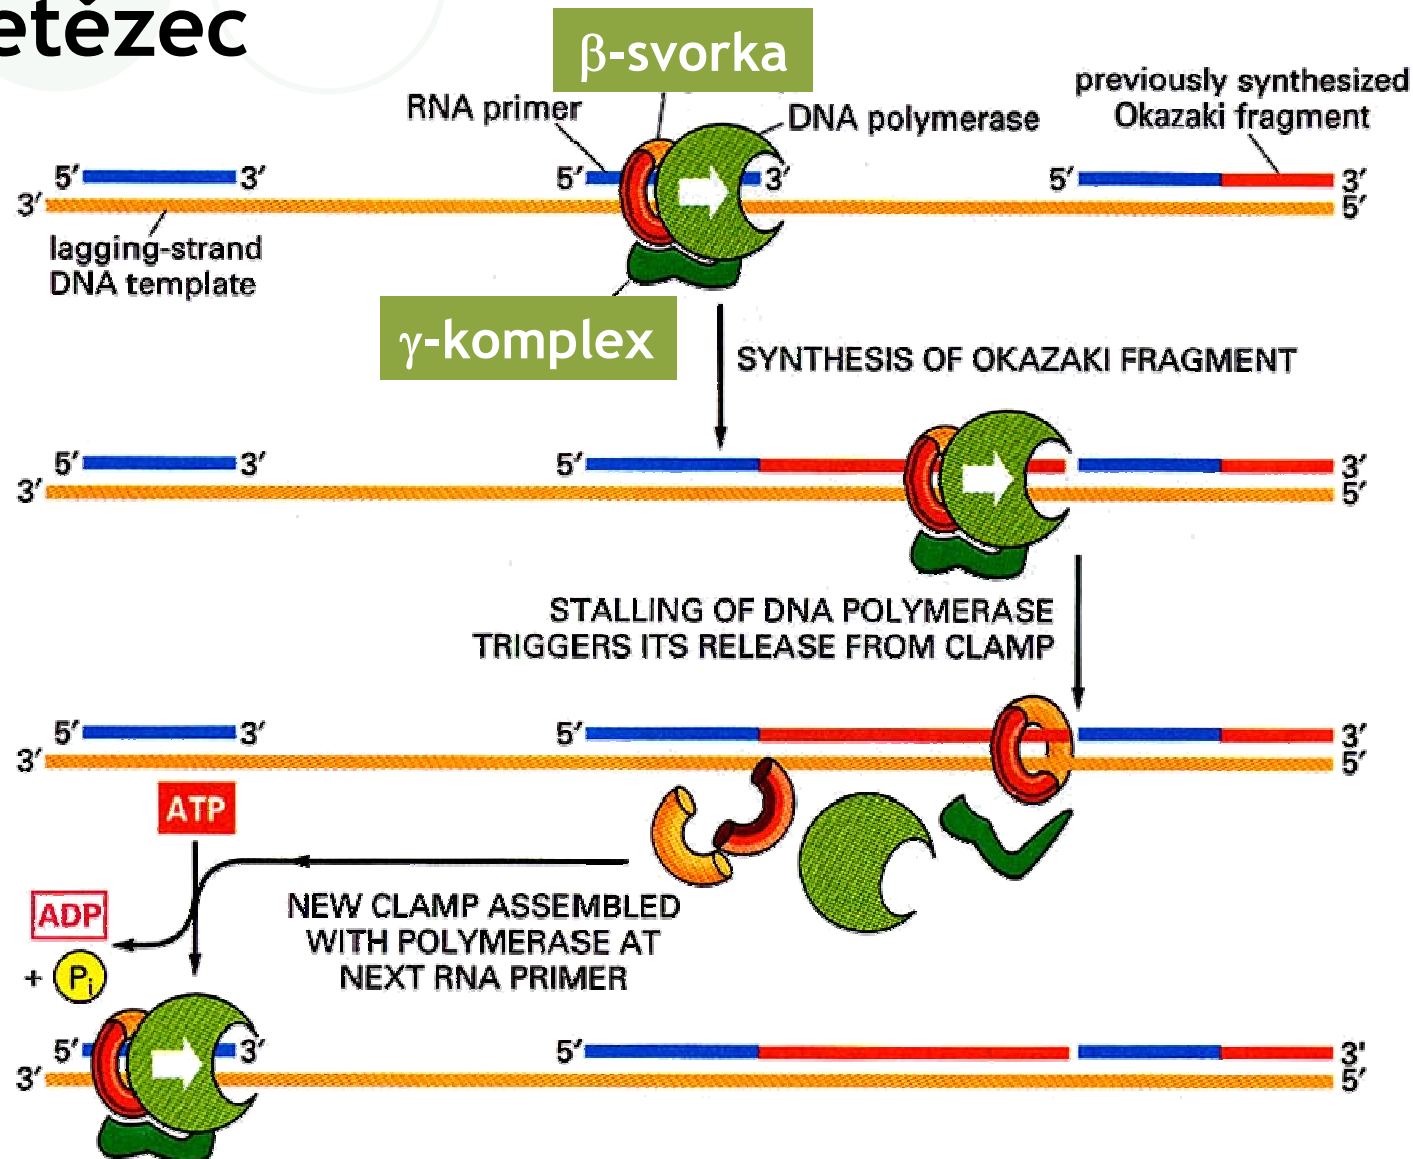 etězec
β-svorka
previously synthesized
Okazaki fragment
RNA primer
DNA polymerase
5′ 3′ 5′ 3′ 5′ 3′
3′ 5′
lagging-strand
DNA template
γ-komplex
SYNTHESIS OF OKAZAKI FRAGMENT
5′ 3′ 5′ 3′
3′ 5′
STALLING OF DNA POLYMERASE
TRIGGERS ITS RELEASE FROM CLAMP
5′ 3′ 5′ 3′
3′ 5′
ATP
ADP
+ Pi
NEW CLAMP ASSEMBLED
WITH POLYMERASE AT
NEXT RNA PRIMER
5′ 3′ 5′ 3′
3′ 5′